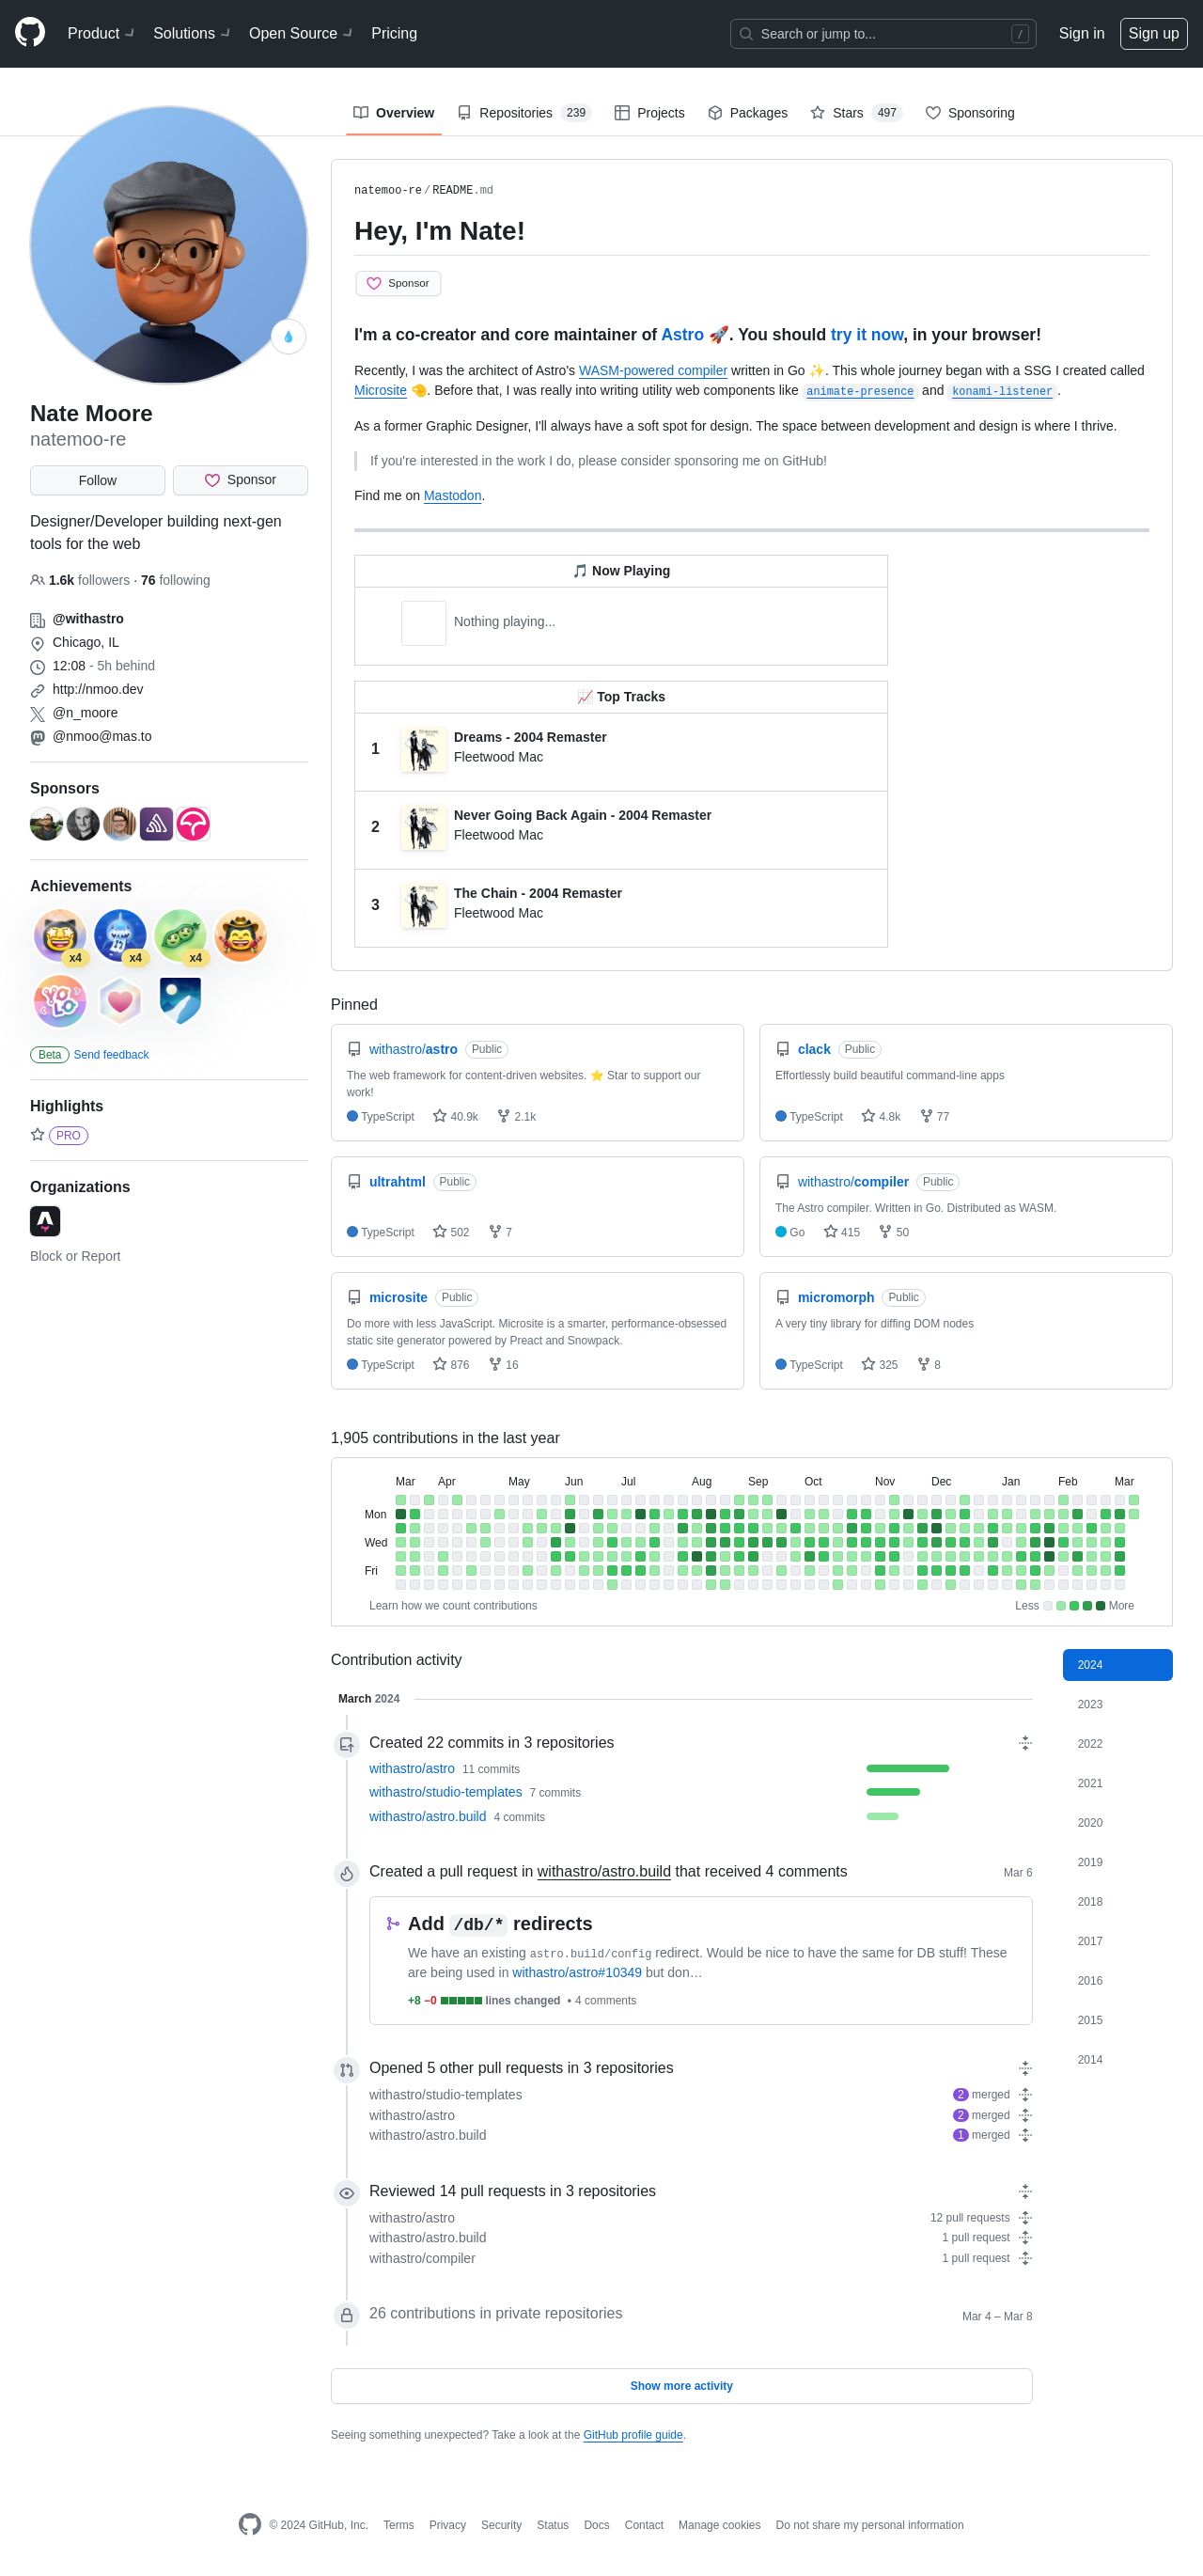 Product
Solutions
Open Source
Pricing
Search or jump to...
/
Sign in
Sign up
Overview
Repositories 239
Projects
Packages
Stars 497
Sponsoring
💧
Nate Moore
natemoo-re
Follow
Sponsor
Designer/Developer building next-gen
tools for the web
1.6k followers · 76 following
@withastro
Chicago, IL
12:08 - 5h behind
http://nmoo.dev
@n_moore
@nmoo@mas.to
Sponsors
Achievements
x4
x4
x4
YOLO
Beta Send feedback
Highlights
PRO
Organizations
Block or Report
natemoo-re / README.md
Hey, I'm Nate!
Sponsor
I'm a co-creator and core maintainer of Astro 🚀. You should try it now, in your browser!
Recently, I was the architect of Astro's WASM-powered compiler written in Go ✨. This whole journey began with a SSG I created called
Microsite 🤏. Before that, I was really into writing utility web components like animate-presence and konami-listener .
As a former Graphic Designer, I'll always have a soft spot for design. The space between development and design is where I thrive.
If you're interested in the work I do, please consider sponsoring me on GitHub!
Find me on Mastodon.
🎵 Now Playing
Nothing playing...
📈 Top Tracks
1
Dreams - 2004 Remaster
Fleetwood Mac
2
Never Going Back Again - 2004 Remaster
Fleetwood Mac
3
The Chain - 2004 Remaster
Fleetwood Mac
Pinned
withastro/astro Public
The web framework for content-driven websites. ⭐ Star to support our
work!
TypeScript 40.9k 2.1k
clack Public
Effortlessly build beautiful command-line apps
TypeScript 4.8k 77
ultrahtml Public
TypeScript 502 7
withastro/compiler Public
The Astro compiler. Written in Go. Distributed as WASM.
Go 415 50
microsite Public
Do more with less JavaScript. Microsite is a smarter, performance-obsessed
static site generator powered by Preact and Snowpack.
TypeScript 876 16
micromorph Public
A very tiny library for diffing DOM nodes
TypeScript 325 8
1,905 contributions in the last year
Mar Apr May Jun Jul Aug Sep Oct Nov Dec Jan Feb Mar
Mon
Wed
Fri
Learn how we count contributions
Less More
Contribution activity
March 2024
Created 22 commits in 3 repositories
withastro/astro 11 commits
withastro/studio-templates 7 commits
withastro/astro.build 4 commits
Created a pull request in withastro/astro.build that received 4 comments Mar 6
Add /db/* redirects
We have an existing astro.build/config redirect. Would be nice to have the same for DB stuff! These
are being used in withastro/astro#10349 but don…
+8 −0 lines changed • 4 comments
Opened 5 other pull requests in 3 repositories
withastro/studio-templates 2 merged
withastro/astro 2 merged
withastro/astro.build 1 merged
Reviewed 14 pull requests in 3 repositories
withastro/astro 12 pull requests
withastro/astro.build 1 pull request
withastro/compiler 1 pull request
26 contributions in private repositories Mar 4 – Mar 8
Show more activity
Seeing something unexpected? Take a look at the GitHub profile guide.
2024
2023
2022
2021
2020
2019
2018
2017
2016
2015
2014
© 2024 GitHub, Inc. Terms Privacy Security Status Docs Contact Manage cookies Do not share my personal information